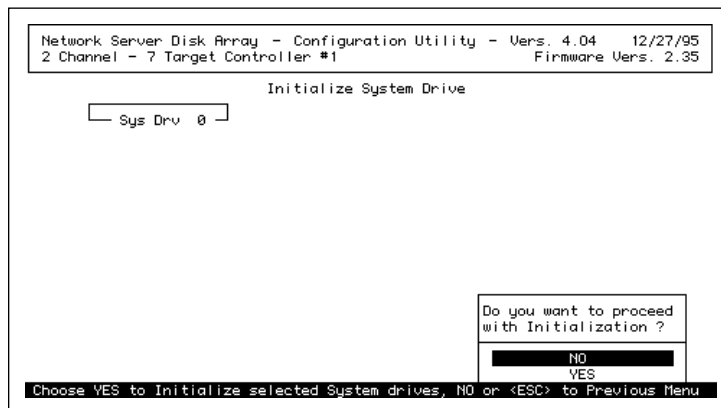 Network Server Disk Array - Configuration Utility - Vers. 4.04 12/27/95
2 Channel - 7 Target Controller #1 Firmware Vers. 2.35
Initialize System Drive
Sys Drv 0
Do you want to proceed
with Initialization ?
NO
YES
Choose YES to Initialize selected System drives, NO or <ESC> to Previous Menu